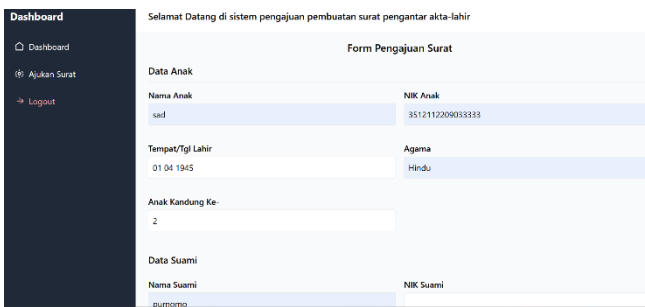 Dashboard
Selamat Datang di sistem pengajuan pembuatan surat pengantar akta-lahir
Dashboard
Ajukan Surat
Logout
Form Pengajuan Surat
Data Anak
Nama Anak
NIK Anak
sad
3512112209033333
Tempat/Tgl Lahir
Agama
01 04 1945
Hindu
Anak Kandung Ke-
2
Data Suami
Nama Suami
NIK Suami
purnomo